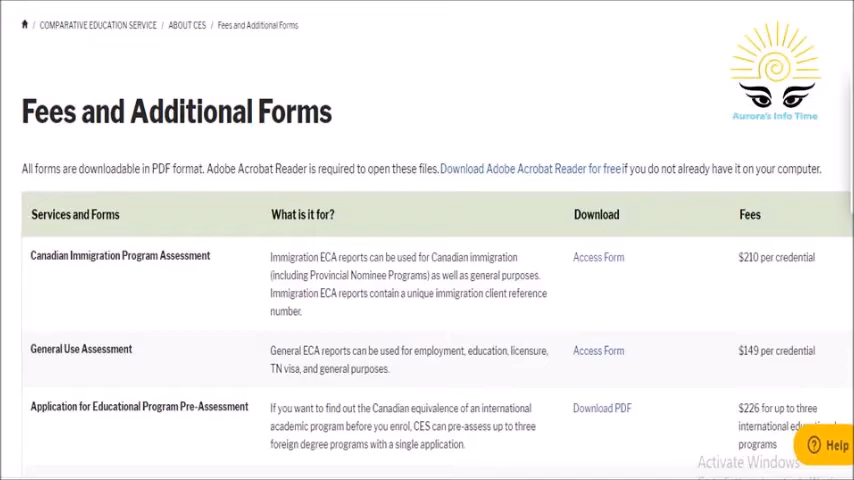 / COMPARATIVE EDUCATION SERVICE / ABOUT CES / Fees and Additional Forms
Aurora's Info Time
Fees and Additional Forms
All forms are downloadable in PDF format. Adobe Acrobat Reader is required to open these files. Download Adobe Acrobat Reader for free if you do not already have it on your computer.
Services and Forms What is it for? Download Fees
Canadian Immigration Program Assessment Immigration ECA reports can be used for Canadian immigration Access Form $210 per credential
(including Provincial Nominee Programs) as well as general purposes.
Immigration ECA reports contain a unique immigration client reference
number.
General Use Assessment General ECA reports can be used for employment, education, licensure, Access Form $149 per credential
TN visa, and general purposes.
Application for Educational Program Pre-Assessment If you want to find out the Canadian equivalence of an international Download PDF $226 for up to three
academic program before you enrol, CES can pre-assess up to three international
foreign degree programs with a single application. programs
Help
Activate Windows